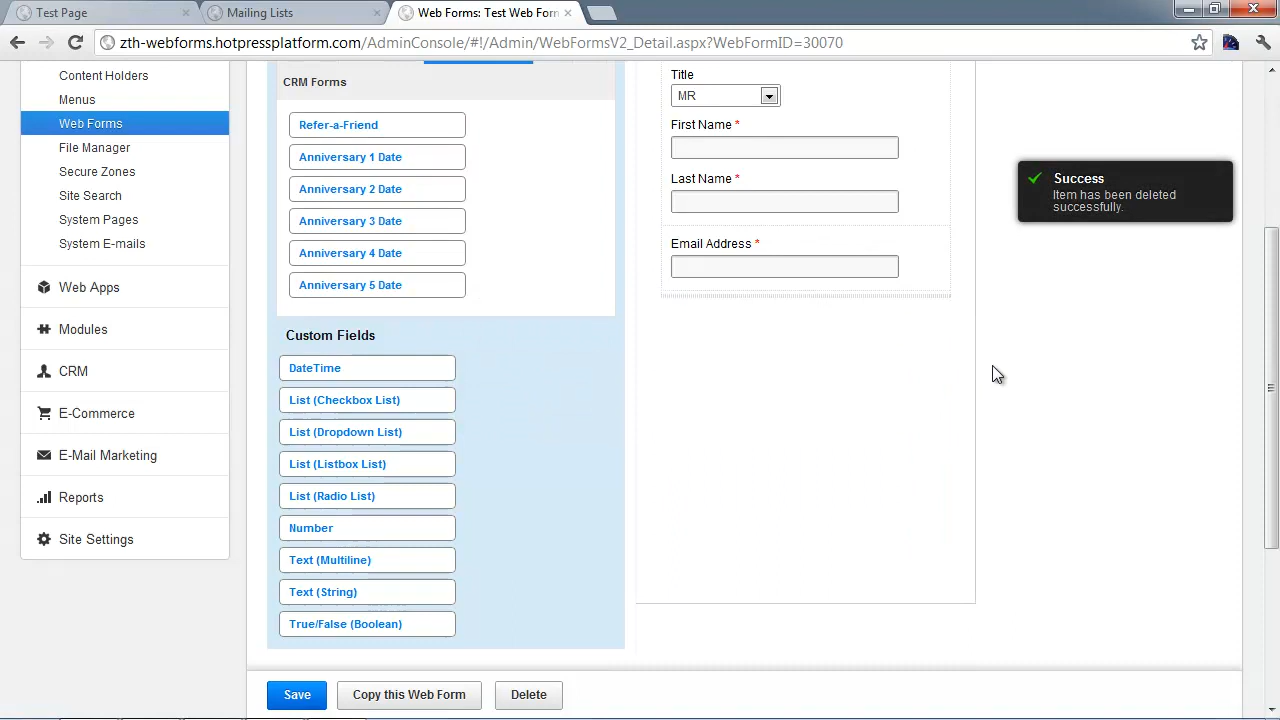 Test Page
Mailing Lists
Web Forms: Test Web Form
zth-webforms.hotpressplatform.com/AdminConsole/#!/Admin/WebFormsV2_Detail.aspx?WebFormID=30070
Content Holders
Menus
Web Forms
File Manager
Secure Zones
Site Search
System Pages
System E-mails
Web Apps
Modules
CRM
E-Commerce
E-Mail Marketing
Reports
Site Settings
CRM Forms
Refer-a-Friend
Anniversary 1 Date
Anniversary 2 Date
Anniversary 3 Date
Anniversary 4 Date
Anniversary 5 Date
Custom Fields
DateTime
List (Checkbox List)
List (Dropdown List)
List (Listbox List)
List (Radio List)
Number
Text (Multiline)
Text (String)
True/False (Boolean)
Title
MR
First Name *
Last Name *
Email Address *
Success
Item has been deleted
successfully.
Save
Copy this Web Form
Delete